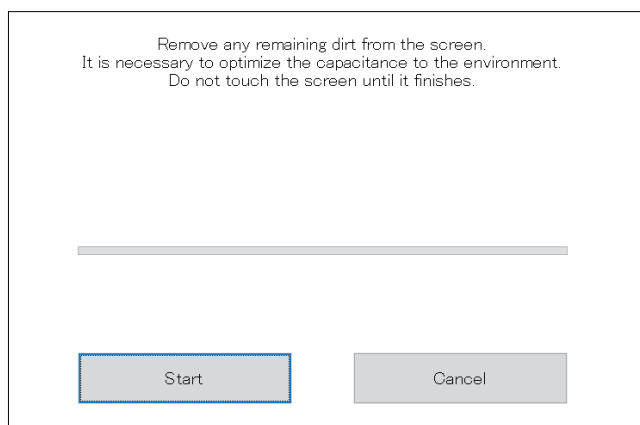 Remove any remaining dirt from the screen.
It is necessary to optimize the capacitance to the environment.
Do not touch the screen until it finishes.
Start
Cancel